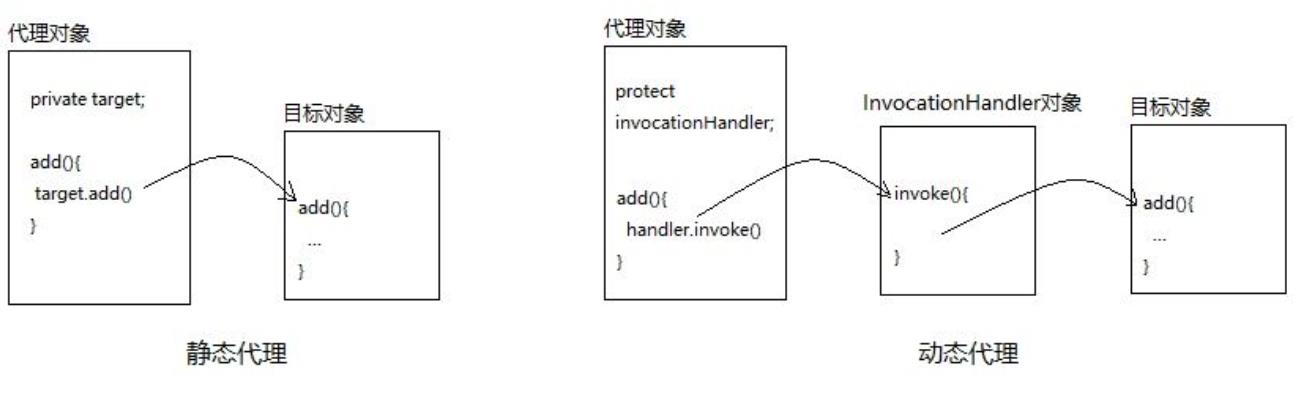 代理对象
private target;
add(){
target.add()
}
目标对象
add(){
...
}
静态代理
代理对象
protect
invocationHandler;
add(){
handler.invoke()
}
InvocationHandler对象
invoke(){
}
目标对象
add(){
...
}
动态代理